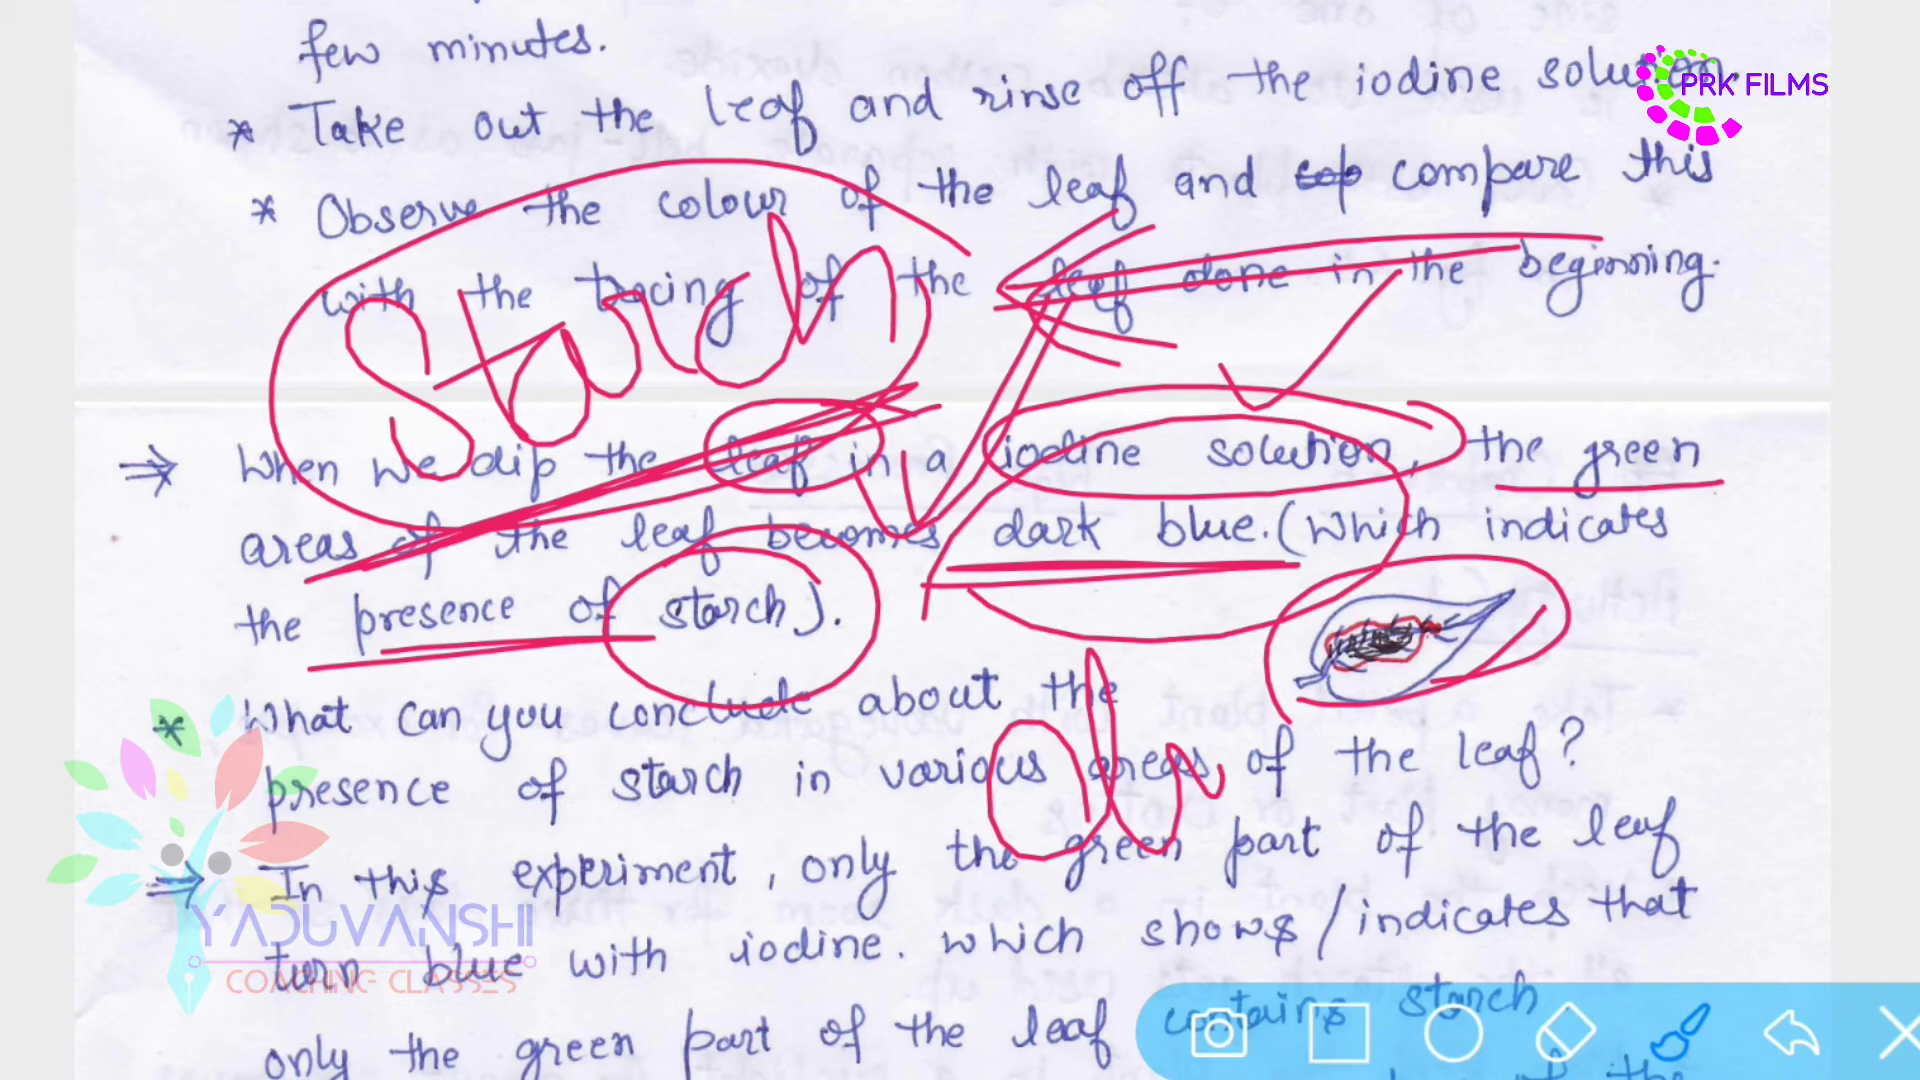 few minutes.
* Take out the leaf and rinse off the iodine solution.
PRK FILMS
* Observe the colour of the leaf and compare this
with the tracing of the leaf done in the beginning.
Starch
⇒ When we dip the leaf in a iodine solution, the green
areas of the leaf becomes dark blue. (Which indicates
the presence of starch).
* What can you conclude about the
presence of starch in various areas of the leaf?
⇒ In this experiment, only the green part of the leaf
turn blue with iodine. which shows/indicates that
only the green part of the leaf contains starch.
YADUVANSHI
COACHING CLASSES